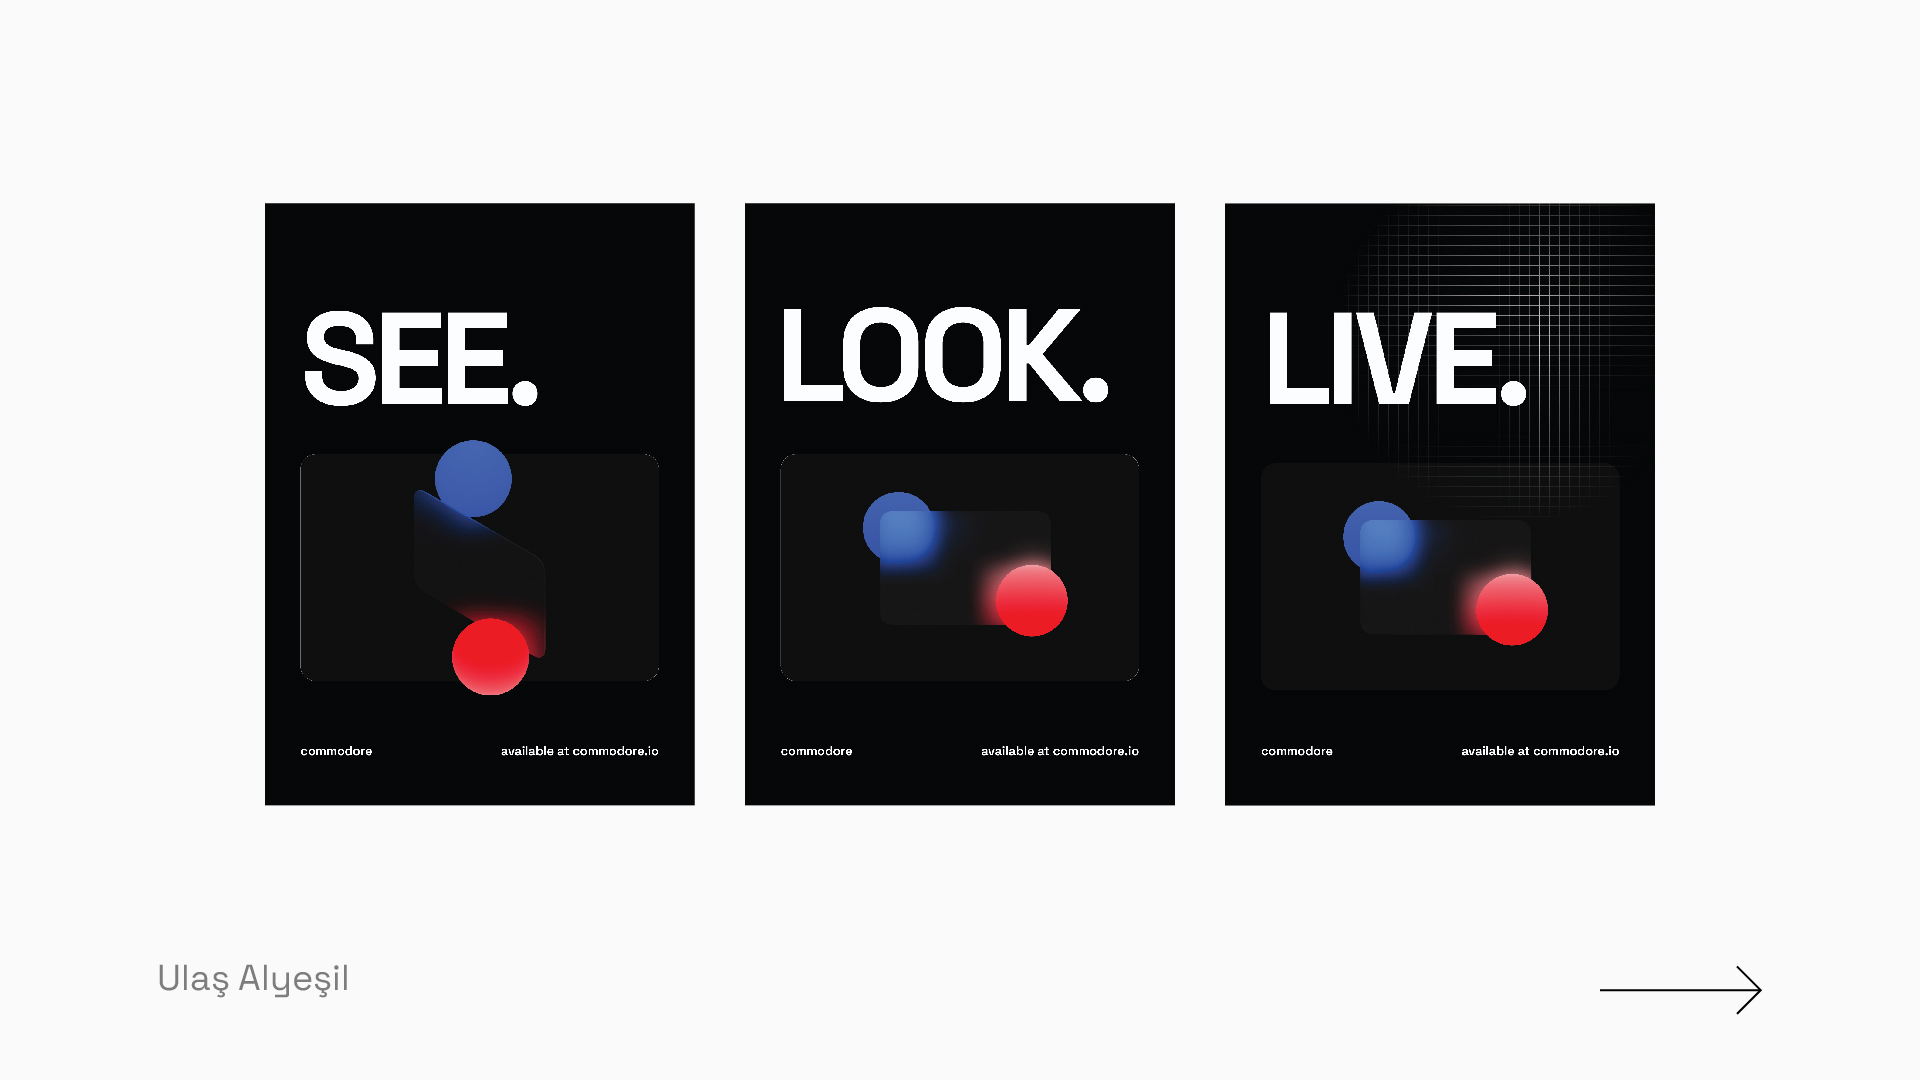 SEE.
commodore
available at commodore.io
LOOK.
commodore
available at commodore.io
LIVE.
commodore
available at commodore.io
Ulaş Alyeşil